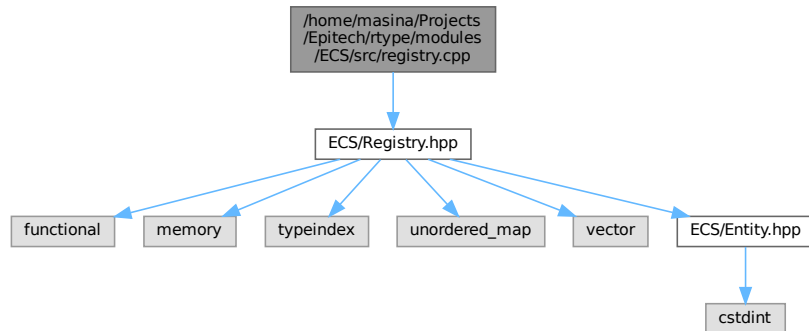 /home/masina/Projects
/Epitech/rtype/modules
/ECS/src/registry.cpp
ECS/Registry.hpp
functional
memory
typeindex
unordered_map
vector
ECS/Entity.hpp
cstdint